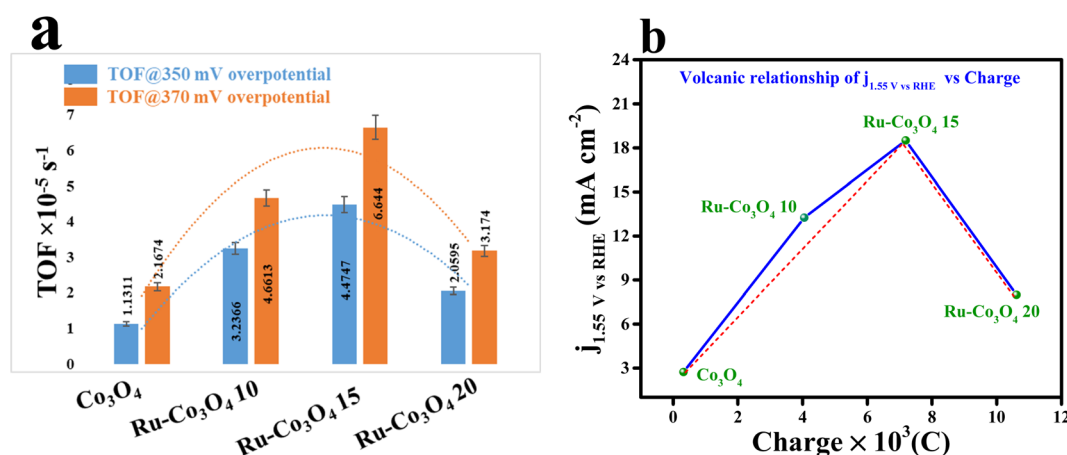 a
TOF@350 mV overpotential
TOF@370 mV overpotential
TOF ×10⁻⁵ s⁻¹
7
5
4
3
2
1
0
1.1311
2.1674
3.2366
4.6613
4.4747
6.644
2.0595
3.174
Co₃O₄
Ru-Co₃O₄ 10
Ru-Co₃O₄ 15
Ru-Co₃O₄ 20
b
Volcanic relationship of j₁.₅₅ V vs RHE vs Charge
j₁.₅₅ V vs RHE (mA cm⁻²)
24
21
18
15
12
9
6
3
Ru-Co₃O₄ 15
Ru-Co₃O₄ 10
Ru-Co₃O₄ 20
Co₃O₄
0
2
4
6
8
10
12
Charge × 10³(C)